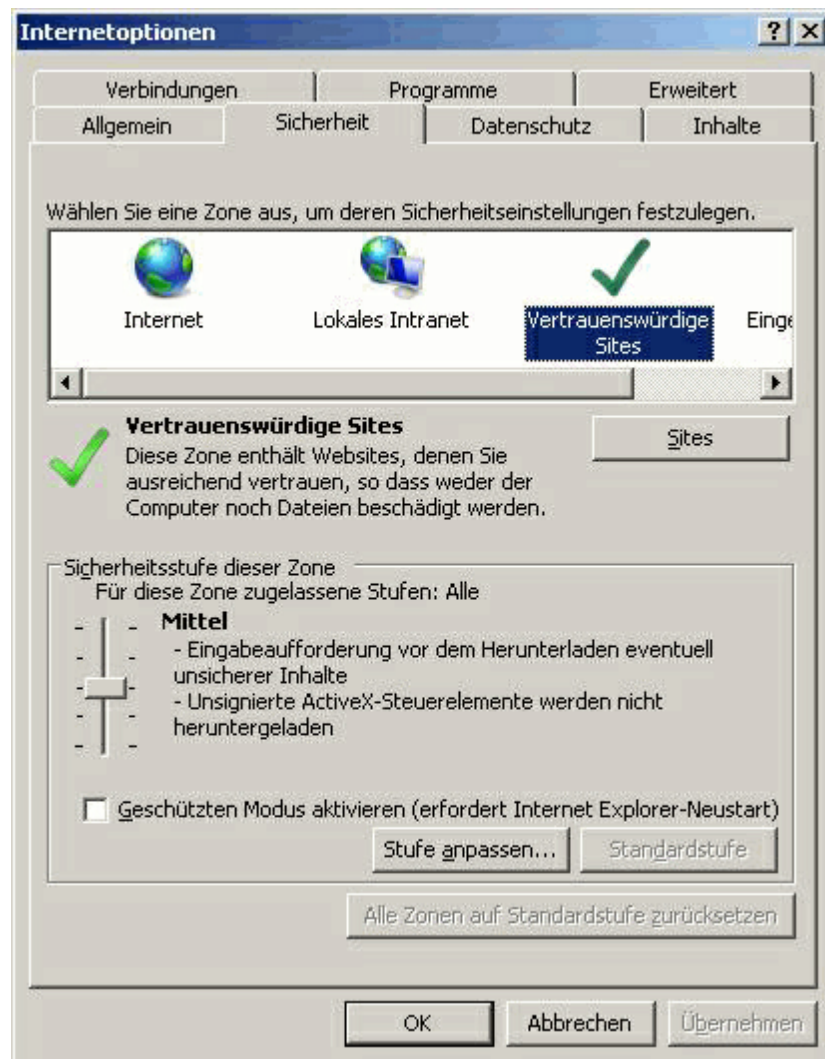 Internetoptionen
Verbindungen Programme Erweitert
Allgemein Sicherheit Datenschutz Inhalte
Wählen Sie eine Zone aus, um deren Sicherheitseinstellungen festzulegen.
Internet Lokales Intranet Vertrauenswürdige Sites Einge
Vertrauenswürdige Sites
Sites
Diese Zone enthält Websites, denen Sie
ausreichend vertrauen, so dass weder der
Computer noch Dateien beschädigt werden.
Sicherheitsstufe dieser Zone
Für diese Zone zugelassene Stufen: Alle
Mittel
- Eingabeaufforderung vor dem Herunterladen eventuell
unsicherer Inhalte
- Unsignierte ActiveX-Steuerelemente werden nicht
heruntergeladen
Geschützten Modus aktivieren (erfordert Internet Explorer-Neustart)
Stufe anpassen... Standardstufe
Alle Zonen auf Standardstufe zurücksetzen
OK Abbrechen Übernehmen